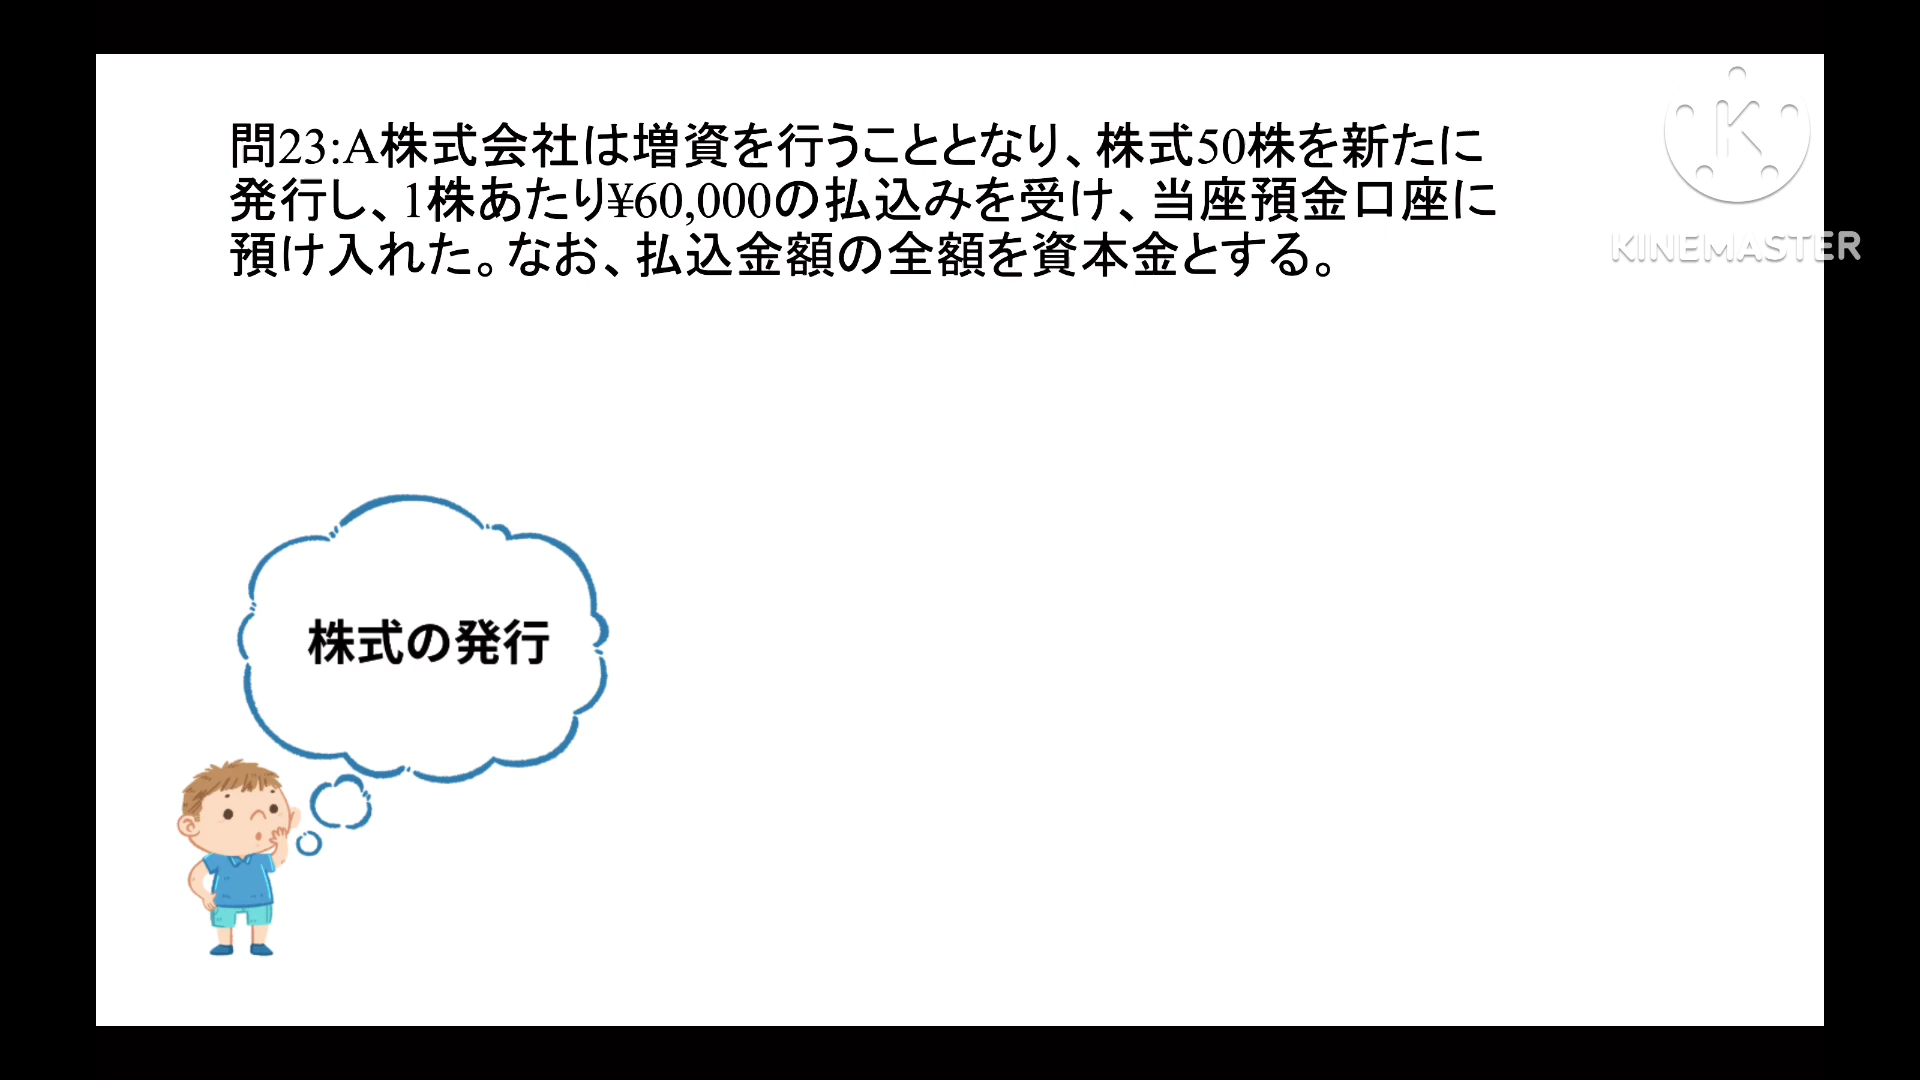 問23:A株式会社は増資を行うこととなり、株式50株を新たに
発行し、1株あたり¥60,000の払込みを受け、当座預金口座に
預け入れた。なお、払込金額の全額を資本金とする。
K
KINEMASTER
株式の発行